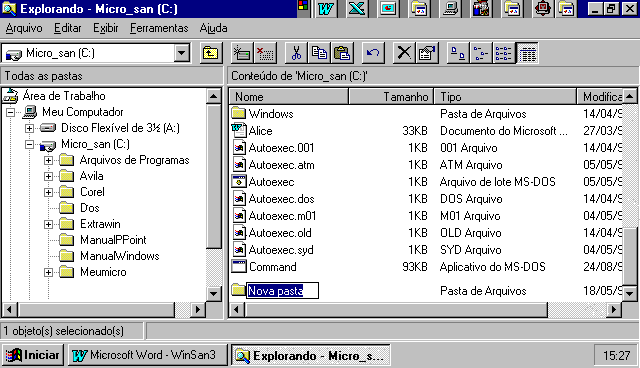 Explorando - Micro_san (C:)
Arquivo Editar Exibir Ferramentas Ajuda
Micro_san (C:)
Todas as pastas
Conteúdo de 'Micro_san (C:)'
Área de Trabalho
Meu Computador
Disco Flexível de 3½ (A:)
Micro_san (C:)
Arquivos de Programas
Avila
Corel
Dos
Extrawin
ManualPPoint
ManualWindows
Meumicro
Nome Tamanho Tipo Modifica
Windows Pasta de Arquivos 14/04/9
Alice 33KB Documento do Microsoft ... 27/03/9
Autoexec.001 1KB 001 Arquivo 14/04/9
Autoexec.atm 1KB ATM Arquivo 05/05/9
Autoexec 1KB Arquivo de lote MS-DOS 05/05/9
Autoexec.dos 1KB DOS Arquivo 14/04/9
Autoexec.m01 1KB M01 Arquivo 04/05/9
Autoexec.old 1KB OLD Arquivo 14/04/9
Autoexec.syd 1KB SYD Arquivo 04/05/9
Command 93KB Aplicativo do MS-DOS 24/08/9
Nova pasta Pasta de Arquivos 18/05/9
1 objeto(s) selecionado(s)
Iniciar Microsoft Word - WinSan3 Explorando - Micro_s... 15:27